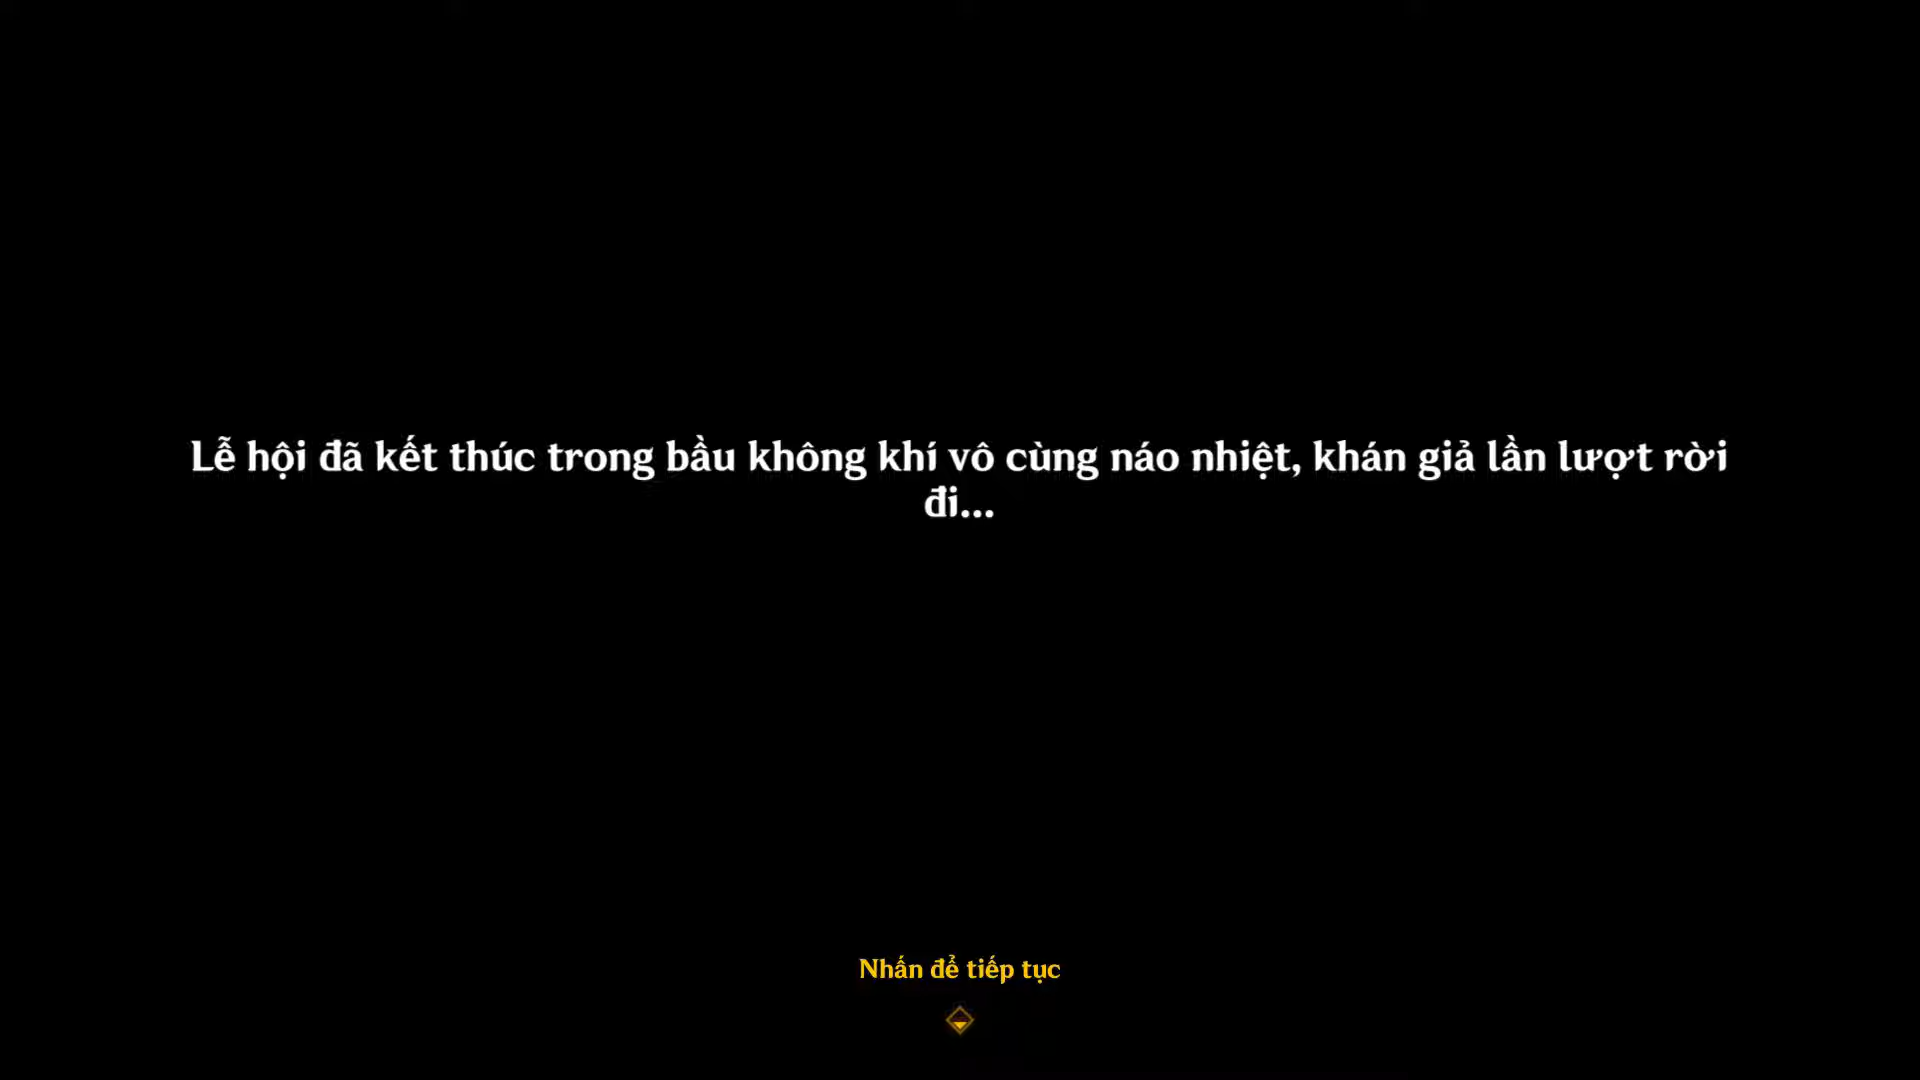 Lễ hội đã kết thúc trong bầu không khí vô cùng náo nhiệt, khán giả lần lượt rời
đi...
Nhấn để tiếp tục